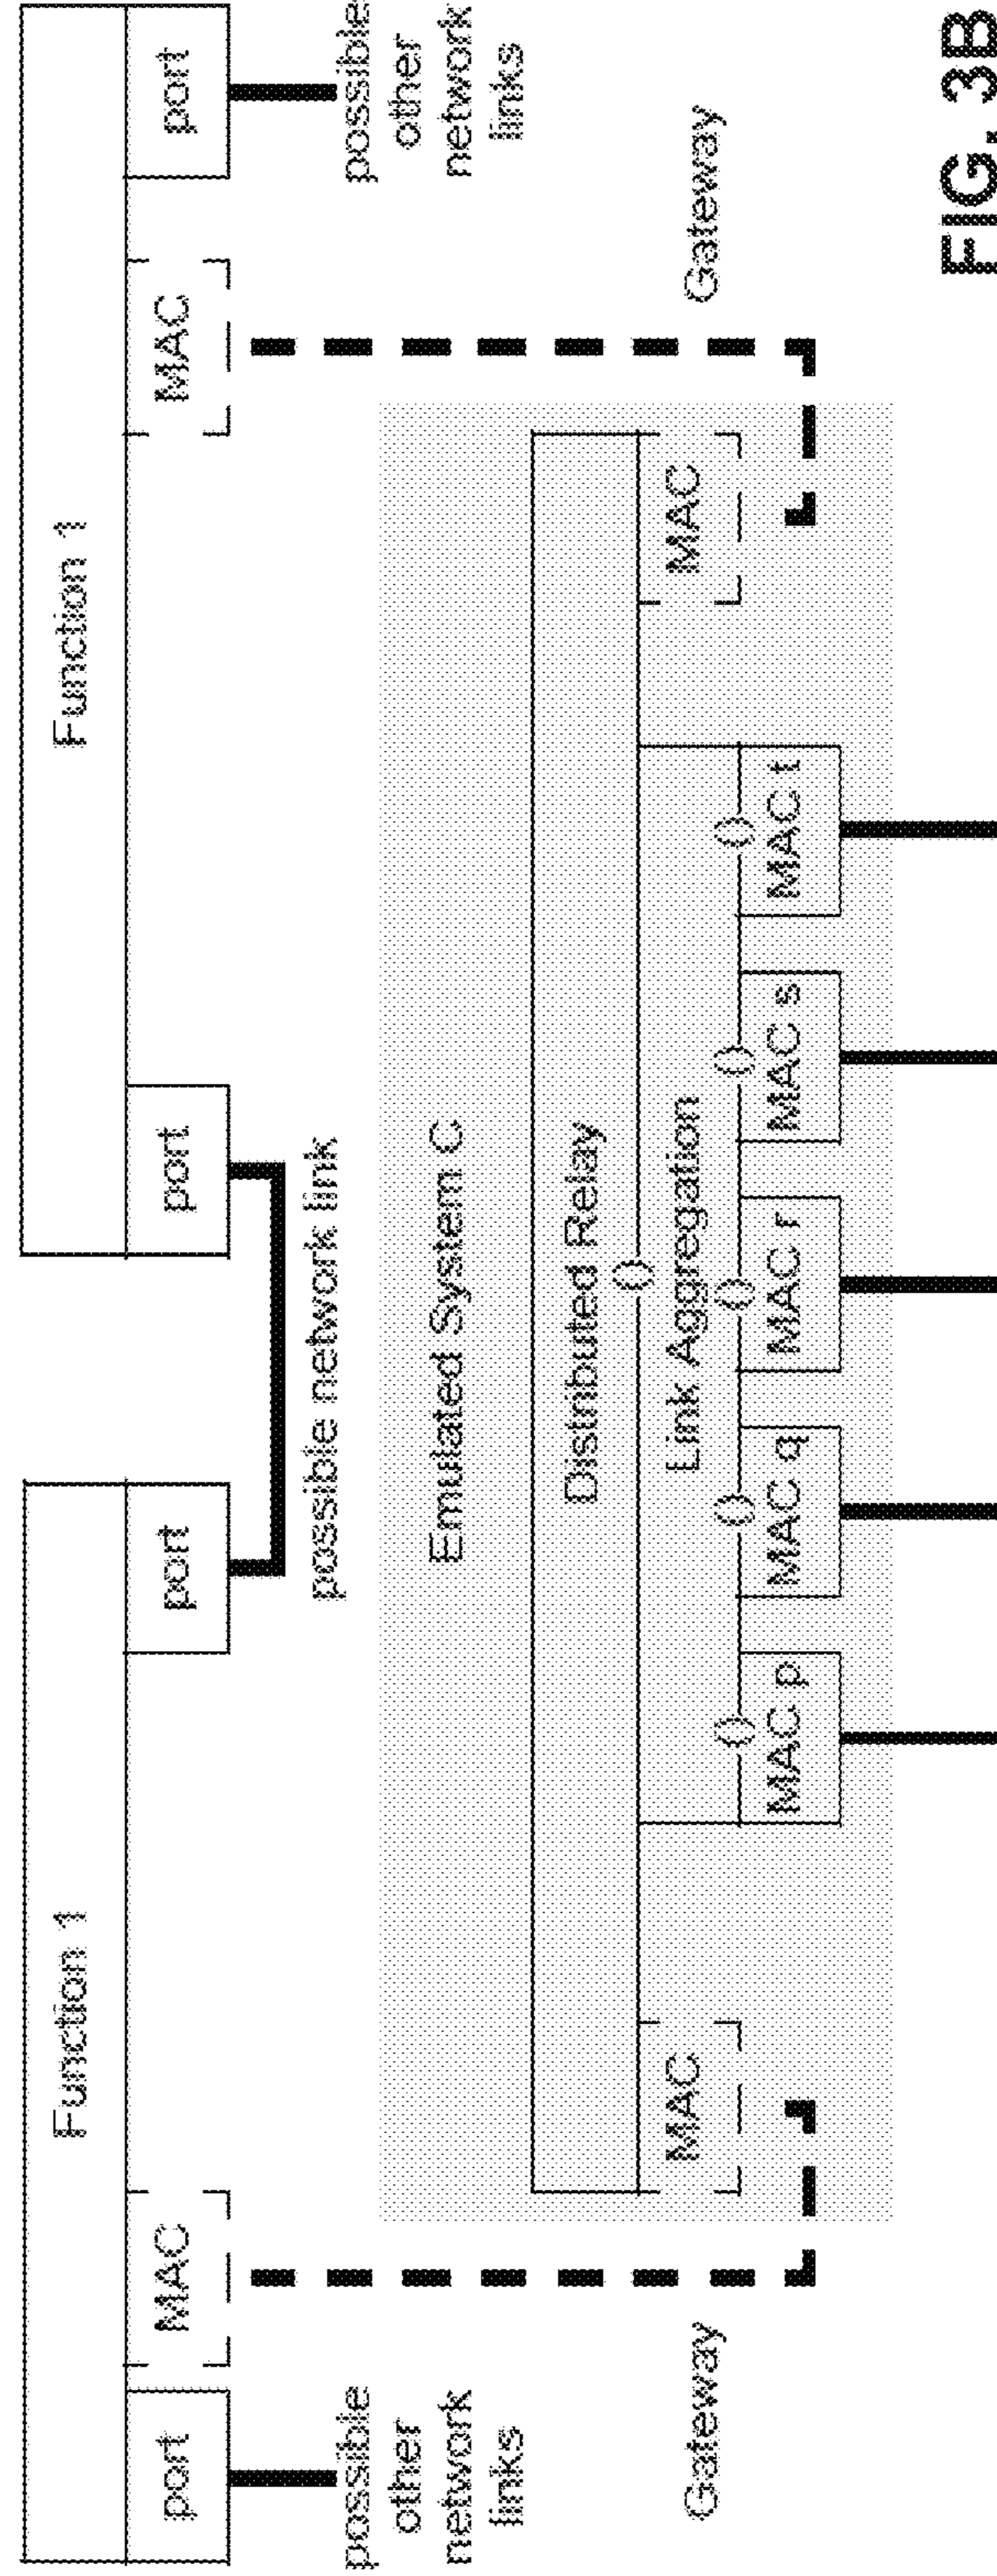 Function 1
Function 1
port
MAC
port
port
MAC
port
possible
other
network
links
possible network link
possible
other
network
links
Emulated System C
Distributed Relay
()
Gateway
MAC
Link Aggregation
MAC
Gateway
()
()
()
()
()
MAC p
MAC q
MAC r
MAC s
MAC t
FIG. 3B